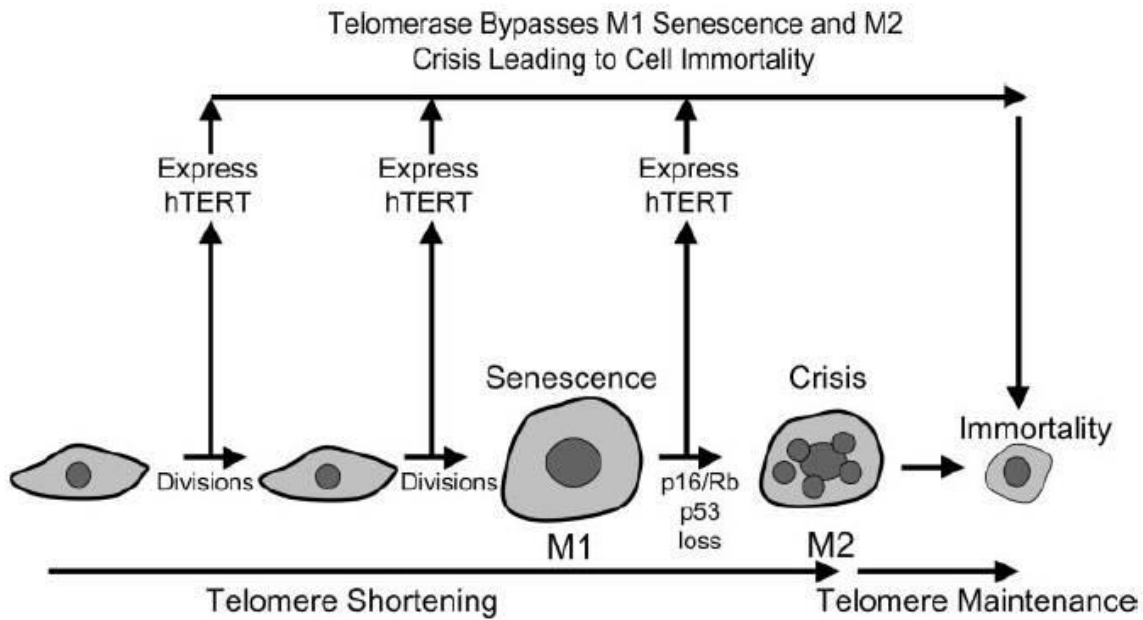 Telomerase Bypasses M1 Senescence and M2
Crisis Leading to Cell Immortality
Express
hTERT
Express
hTERT
Express
hTERT
Senescence
Crisis
Immortality
Divisions
Divisions
p16/Rb
p53
loss
M1
M2
Telomere Shortening
Telomere Maintenance